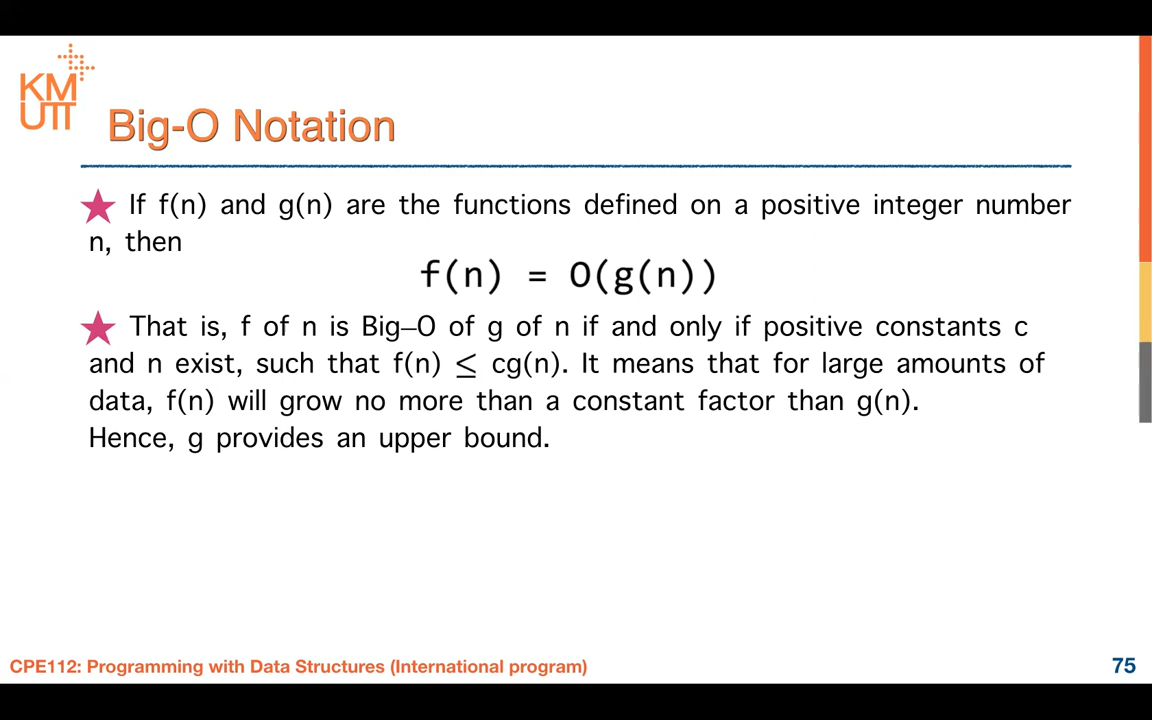 KM
UTT
Big-O Notation
If f(n) and g(n) are the functions defined on a positive integer number
n, then
f(n) = O(g(n))
That is, f of n is Big–O of g of n if and only if positive constants c
and n exist, such that f(n) ≤ cg(n). It means that for large amounts of
data, f(n) will grow no more than a constant factor than g(n).
Hence, g provides an upper bound.
CPE112: Programming with Data Structures (International program)
75